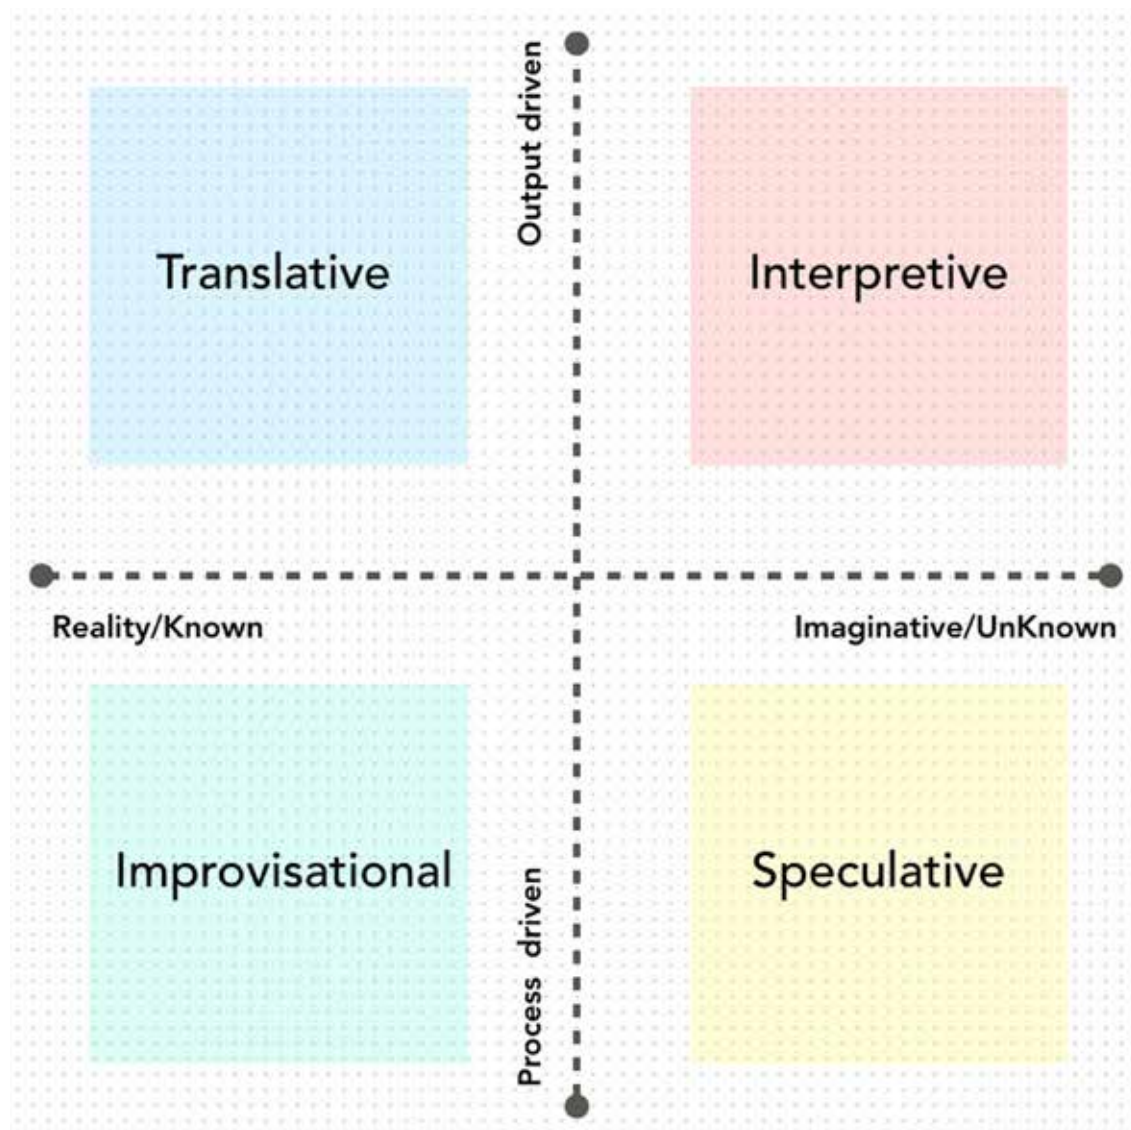 Output driven
Translative
Interpretive
Reality/Known
Imaginative/UnKnown
Improvisational
Speculative
Process driven